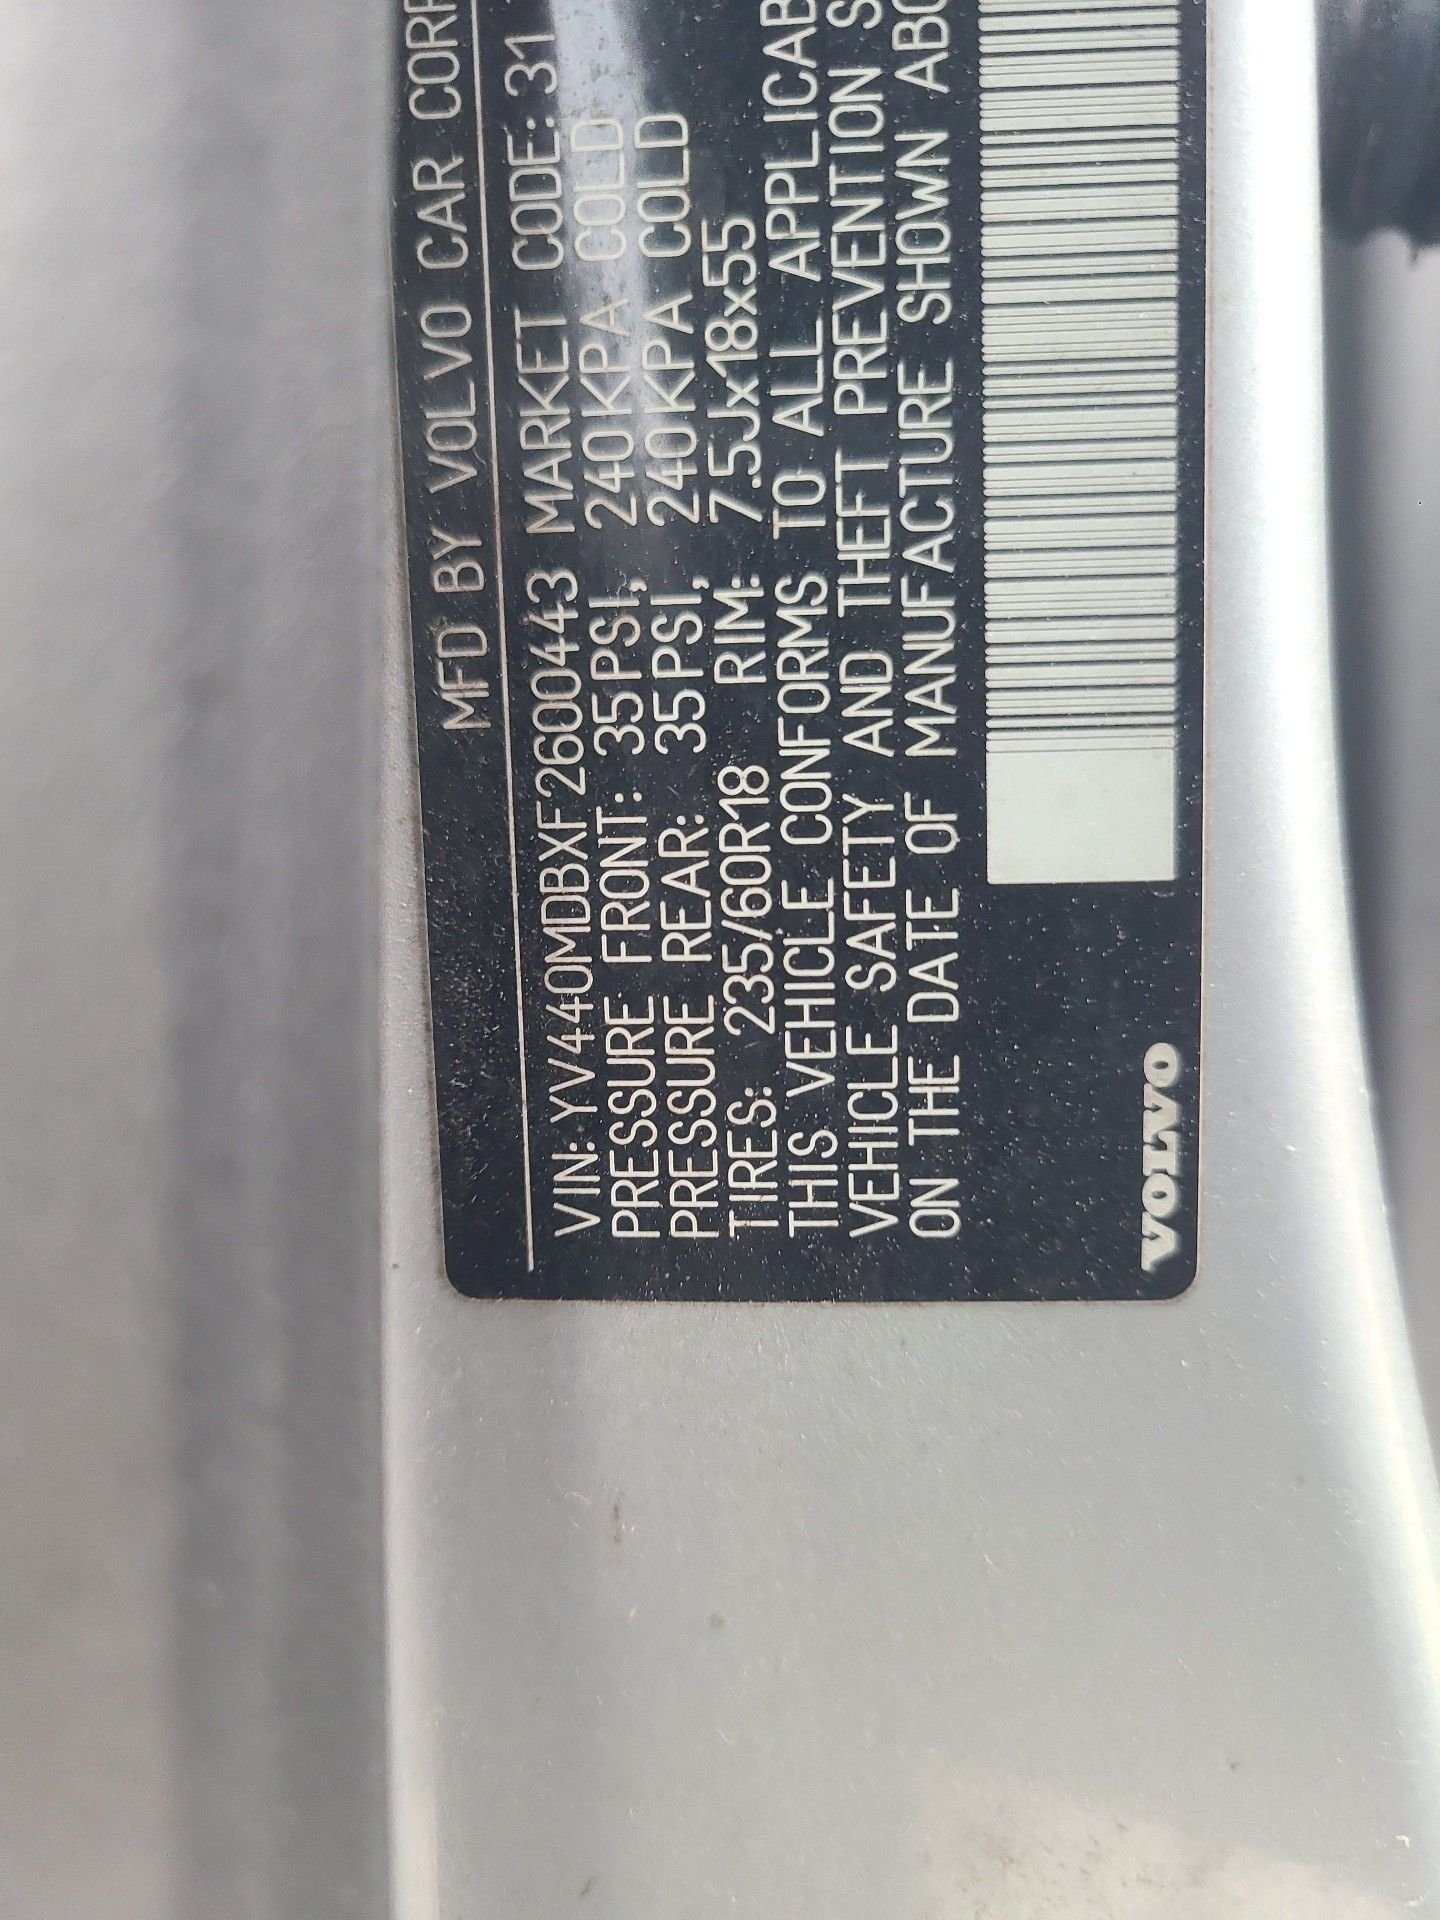 MFD BY VOLVO CAR CORP
VIN: YV440MDBXF2600443 MARKET CODE: 31
PRESSURE FRONT: 35PSI, 240KPA COLD
PRESSURE REAR: 35PSI, 240KPA COLD
TIRES: 235/60R18 RIM: 7.5Jx18x55
THIS VEHICLE CONFORMS TO ALL APPLICAB
VEHICLE SAFETY AND THEFT PREVENTION S
ON THE DATE OF MANUFACTURE SHOWN ABO
VOLVO